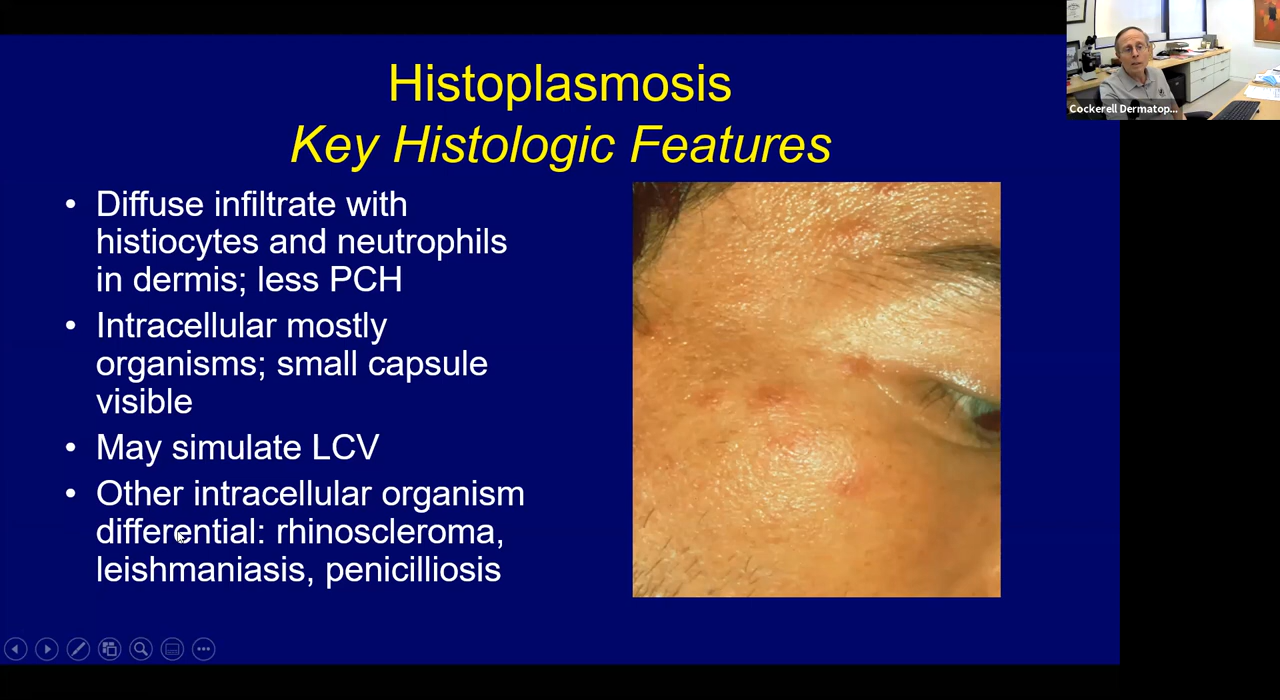 Cockerell Dermatop...
Histoplasmosis
Key Histologic Features
• Diffuse infiltrate with
histiocytes and neutrophils
in dermis; less PCH
• Intracellular mostly
organisms; small capsule
visible
• May simulate LCV
• Other intracellular organism
differential: rhinoscleroma,
leishmaniasis, penicilliosis